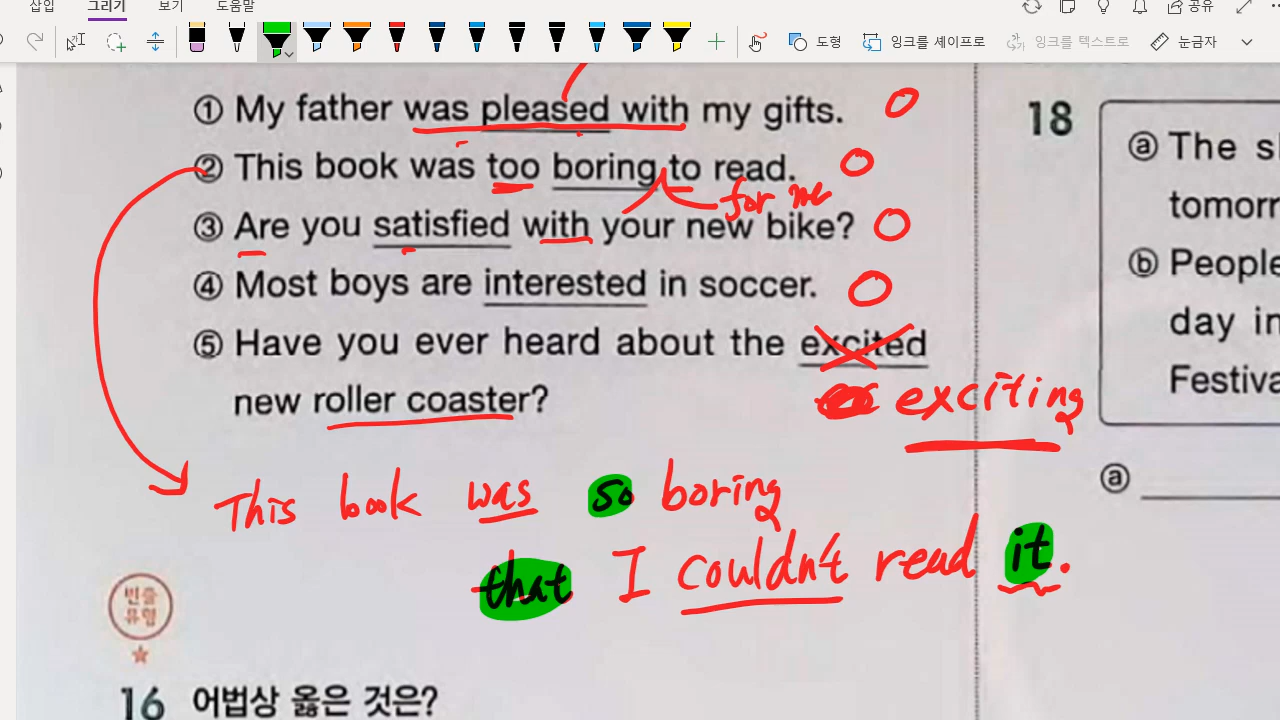 삽입 그리기 보기 도움말 공유
도형 잉크를 셰이프로 잉크를 텍스트로 눈금자
① My father was pleased with my gifts.
② This book was too boring to read.
for me
③ Are you satisfied with your new bike?
④ Most boys are interested in soccer.
⑤ Have you ever heard about the excited
new roller coaster?
exciting
This book was so boring
that I couldn't read it.
빈출
유형
16 어법상 옳은 것은?
18
ⓐ The
tomorr
ⓑ People
day in
Festiva
ⓐ